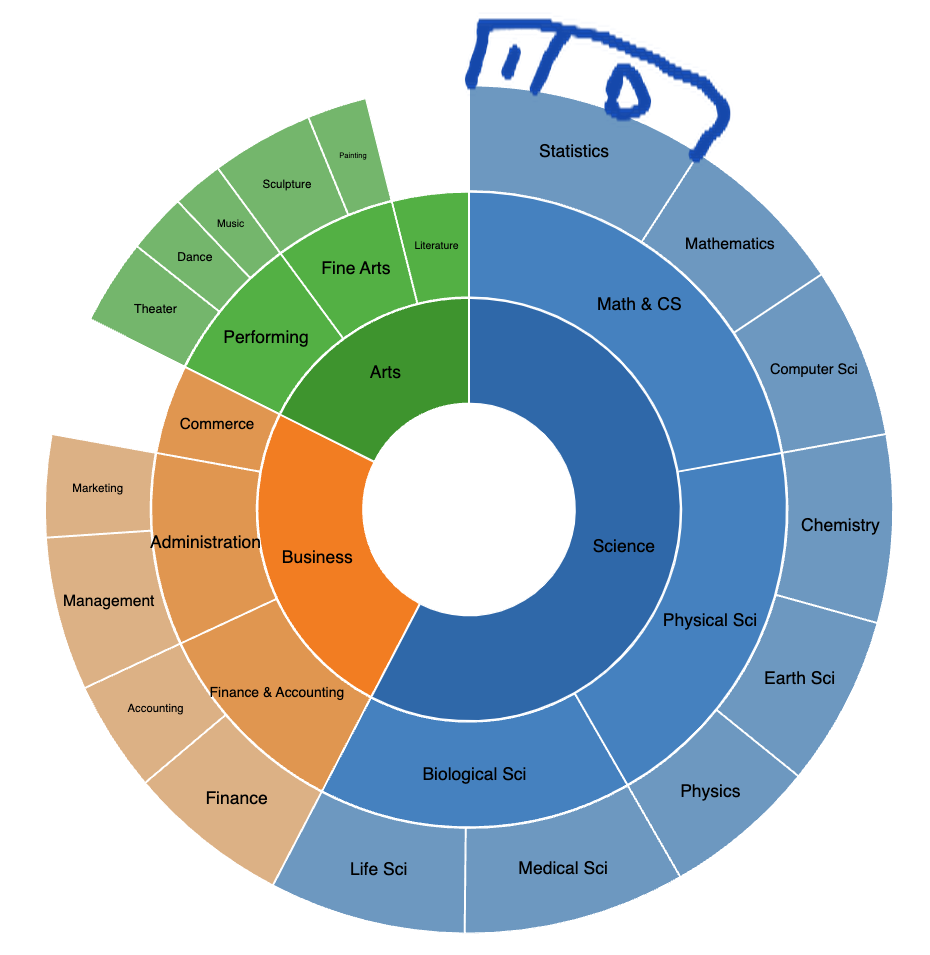 Statistics
Mathematics
Computer Sci
Chemistry
Earth Sci
Physics
Medical Sci
Life Sci
Finance
Accounting
Management
Marketing
Theater
Dance
Music
Sculpture
Painting
Math & CS
Physical Sci
Biological Sci
Finance & Accounting
Administration
Commerce
Performing
Fine Arts
Literature
Science
Business
Arts